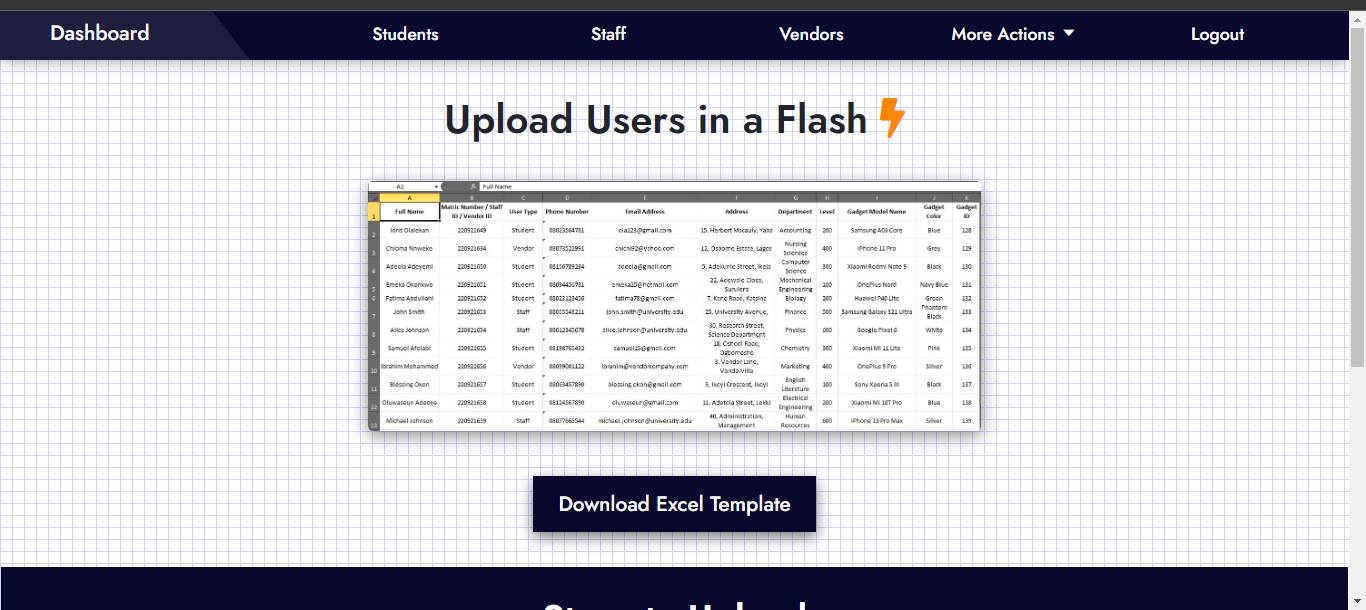 Dashboard Students Staff Vendors More Actions Logout
Upload Users in a Flash
A1 Full Name
A B C D E F G H I J K
1 Full Name Matric Number / Staff ID / Vendor ID User Type Phone Number Email Address Address Department Level Gadget Model Name Gadget Color Gadget ID
2 Idris Olalekan 220921649 Student 08023564781 ola123@gmail.com 15, Herbert Macauly, Yaba Accounting 200 Samsung A03 Core Blue 128
3 Chioma Nnweke 220921634 Vendor 08073522991 chichi92@yahoo.com 12, Osborne Estate, Lagos Nursing Sciences 400 iPhone 11 Pro Grey 129
4 Adeola Adeyemi 220921650 Student 08156789234 adeola@gmail.com 5, Adekunle Street, Ikeja Computer Science 300 Xiaomi Redmi Note 9 Black 130
5 Emeka Okonkwo 220921651 Student 08094450781 emeka25@hotmail.com 22, Adewale Close, Surulere Mechanical Engineering 100 OnePlus Nord Navy Blue 131
6 Fatima Abdullahi 220921652 Student 08023123456 fatima78@gmail.com 7, Kano Road, Katsina Biology 200 Huawei P40 Lite Green 132
7 John Smith 220921653 Staff 08055543211 john.smith@university.edu 25, University Avenue, Finance 500 Samsung Galaxy S21 Ultra Phantom Black 133
8 Alice Johnson 220921654 Staff 08012345678 alice.johnson@university.edu 30, Research Street, Science Department Physics 600 Google Pixel 6 White 134
9 Samuel Afolabi 220921655 Student 08198765432 samuel15@gmail.com 18, Oshodi Road, Ogbomosho Chemistry 300 Xiaomi Mi 11 Lite Pink 135
10 Ibrahim Mohammed 220921656 Vendor 08099001122 ibrahim@vendorcompany.com 3, Vendor Lane, Vendorville Marketing 400 OnePlus 9 Pro Silver 136
11 Blessing Okon 220921657 Student 08063457890 blessing.okon@gmail.com 9, Ikoyi Crescent, Ikoyi English Literature 100 Sony Xperia 5 III Black 137
12 Oluwaseun Adeoye 220921658 Student 08124567890 oluwaseun@gmail.com 11, Adetola Street, Lekki Electrical Engineering 200 Xiaomi Mi 10T Pro Blue 138
13 Michael Johnson 220921659 Staff 08077665544 michael.johnson@university.edu 40, Administration, Management Human Resources 600 iPhone 13 Pro Max Silver 139
Download Excel Template